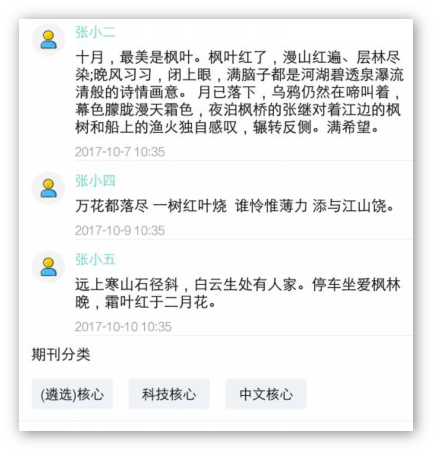 张小二
十月，最美是枫叶。枫叶红了，漫山红遍、层林尽
染;晚风习习，闭上眼，满脑子都是河湖碧透泉瀑流
清般的诗情画意。 月已落下，乌鸦仍然在啼叫着，
幕色朦胧漫天霜色，夜泊枫桥的张继对着江边的枫
树和船上的渔火独自感叹，辗转反侧。满希望。
2017-10-7 10:35
张小四
万花都落尽 一树红叶烧  谁怜惟薄力 添与江山饶。
2017-10-9 10:35
张小五
远上寒山石径斜，白云生处有人家。停车坐爱枫林
晚，霜叶红于二月花。
2017-10-10 10:35
期刊分类
(遴选)核心
科技核心
中文核心